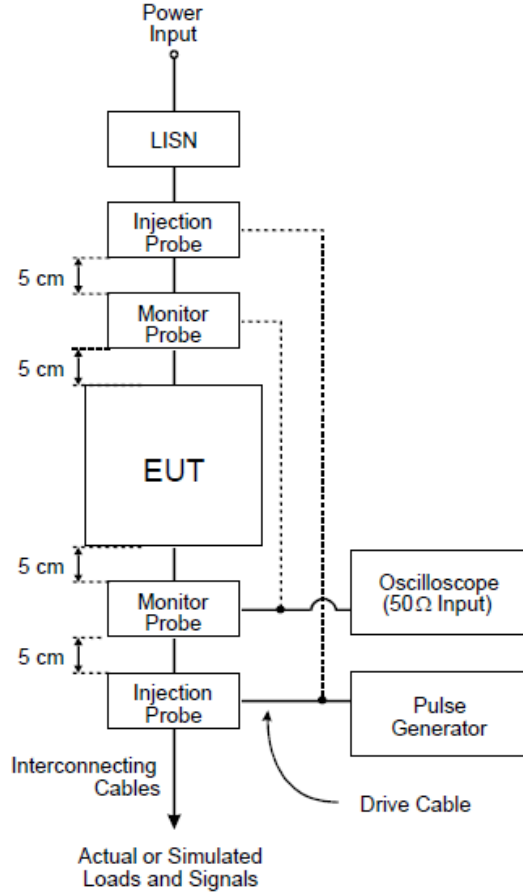 Power
Input
LISN
Injection
Probe
5 cm
Monitor
Probe
5 cm
EUT
5 cm
Monitor
Probe
Oscilloscope
(50Ω Input)
5 cm
Injection
Probe
Pulse
Generator
Interconnecting
Cables
Drive Cable
Actual or Simulated
Loads and Signals